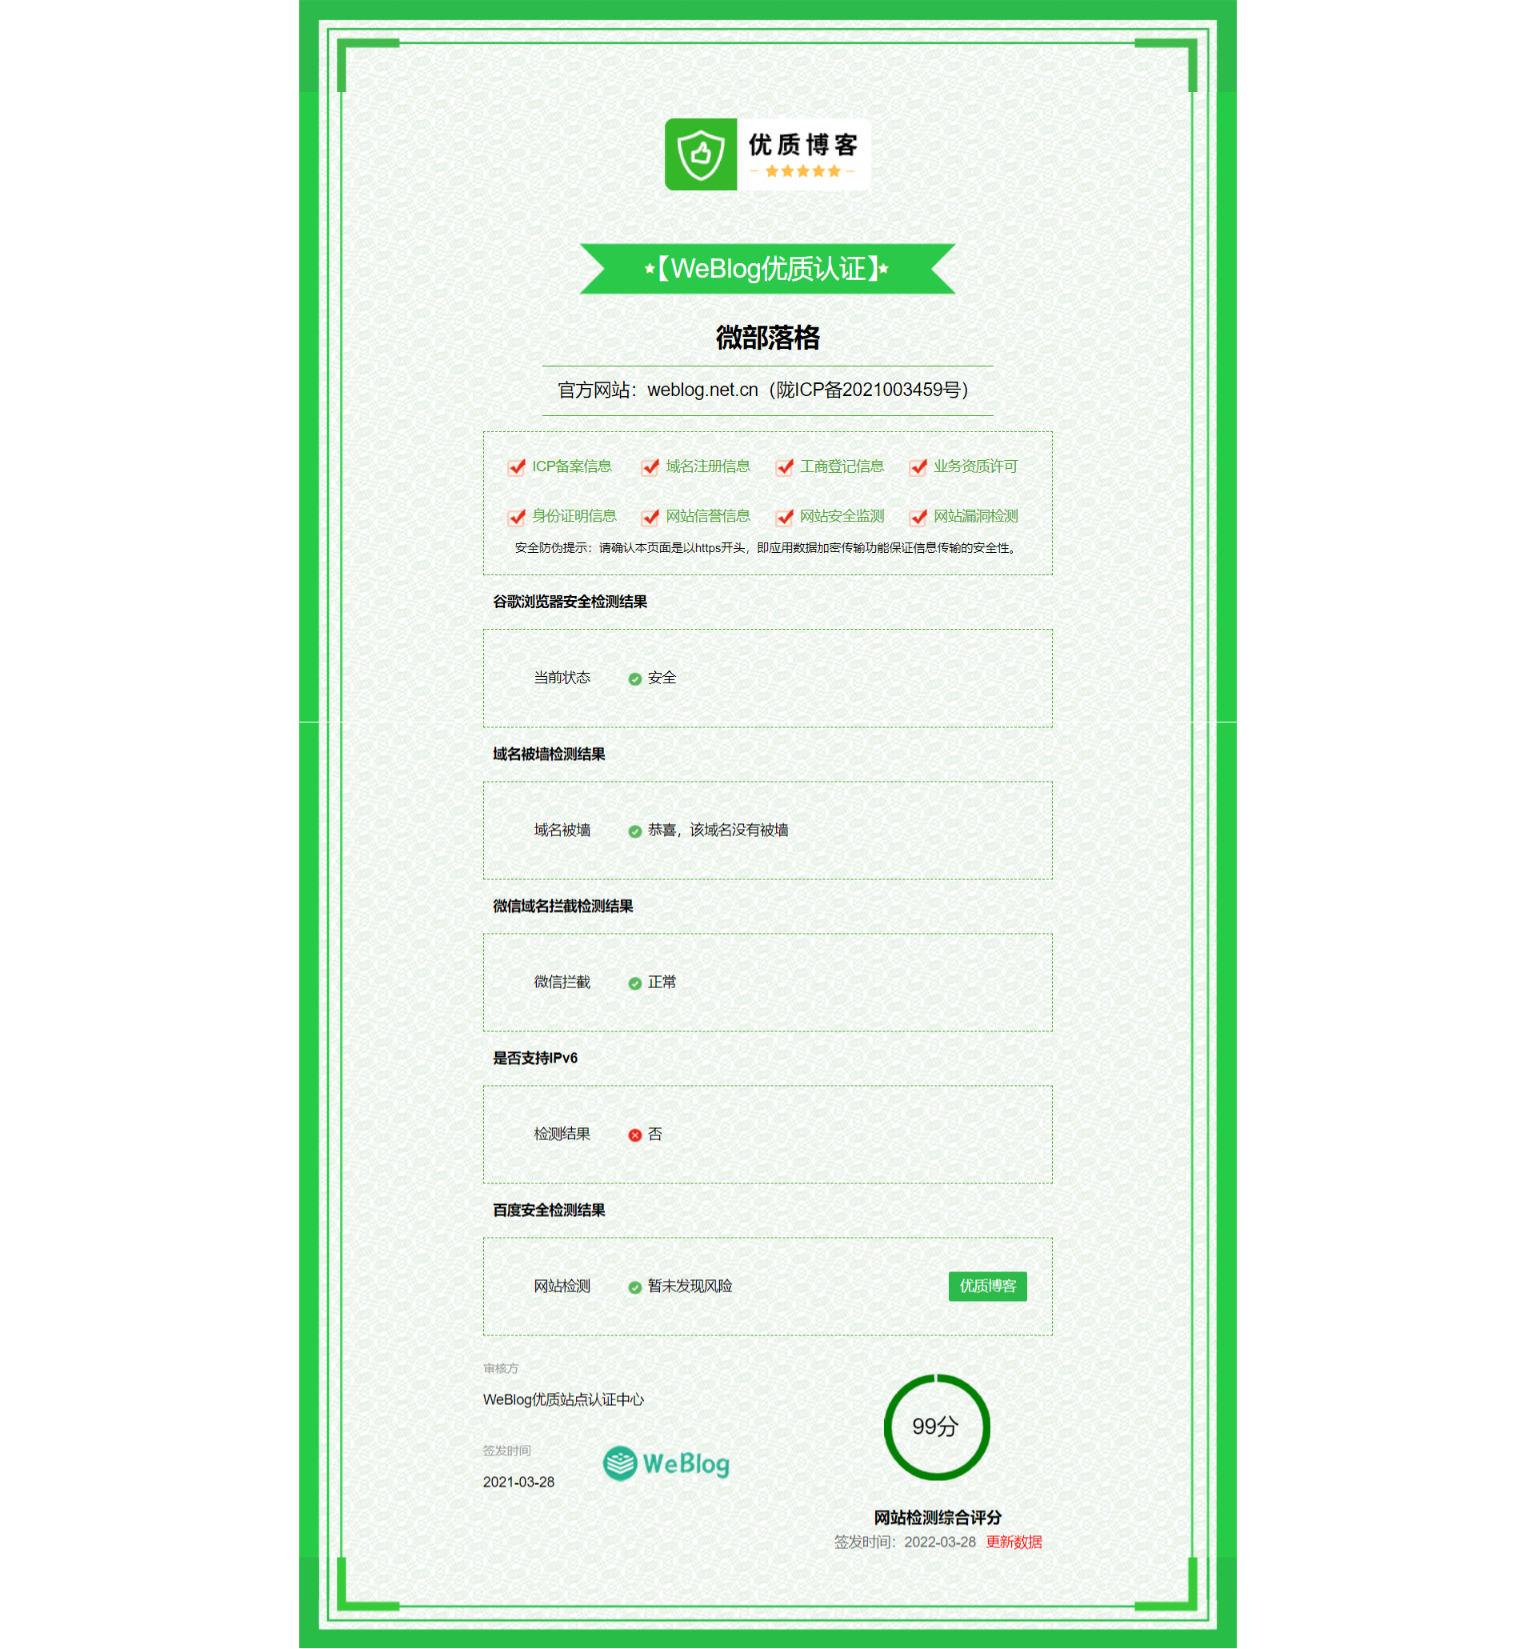 优质博客
【WeBlog优质认证】
微部落格
官方网站：weblog.net.cn（陇ICP备2021003459号）
ICP备案信息 域名注册信息 工商登记信息 业务资质许可
身份证明信息 网站信誉信息 网站安全监测 网站漏洞检测
安全防伪提示：请确认本页面是以https开头，即应用数据加密传输功能保证信息传输的安全性。
谷歌浏览器安全检测结果
当前状态 安全
域名被墙检测结果
域名被墙 恭喜，该域名没有被墙
微信域名拦截检测结果
微信拦截 正常
是否支持IPv6
检测结果 否
百度安全检测结果
网站检测 暂未发现风险 优质博客
审核方
WeBlog优质站点认证中心
签发时间
2021-03-28
WeBlog
99分
网站检测综合评分
签发时间：2022-03-28 更新数据